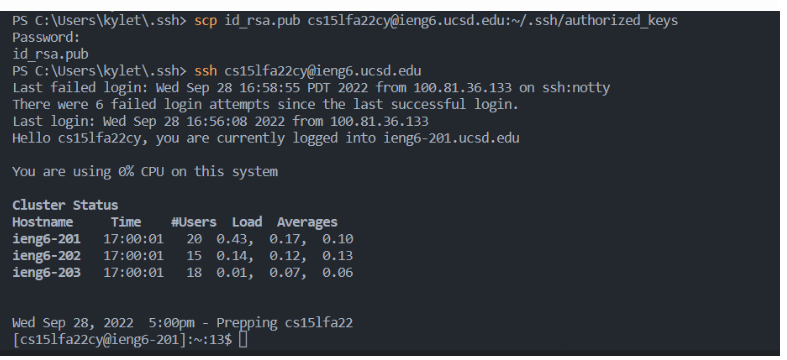 PS C:\Users\kylet\.ssh> scp id_rsa.pub cs15lfa22cy@ieng6.ucsd.edu:~/.ssh/authorized_keys
Password:
id_rsa.pub
PS C:\Users\kylet\.ssh> ssh cs15lfa22cy@ieng6.ucsd.edu
Last failed login: Wed Sep 28 16:58:55 PDT 2022 from 100.81.36.133 on ssh:notty
There were 6 failed login attempts since the last successful login.
Last login: Wed Sep 28 16:56:08 2022 from 100.81.36.133
Hello cs15lfa22cy, you are currently logged into ieng6-201.ucsd.edu
You are using 0% CPU on this system
Cluster Status
Hostname Time #Users Load Averages
ieng6-201 17:00:01 20 0.43, 0.17, 0.10
ieng6-202 17:00:01 15 0.14, 0.12, 0.13
ieng6-203 17:00:01 18 0.01, 0.07, 0.06
Wed Sep 28, 2022 5:00pm - Prepping cs15lfa22
[cs15lfa22cy@ieng6-201]:~:13$